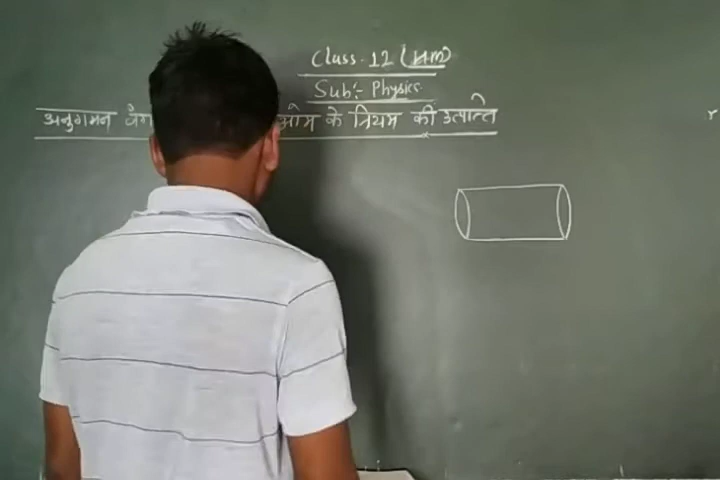 Class - 12 (HM)
Sub:- Physics.
अनुगमन ओम के नियम की उत्पत्ति